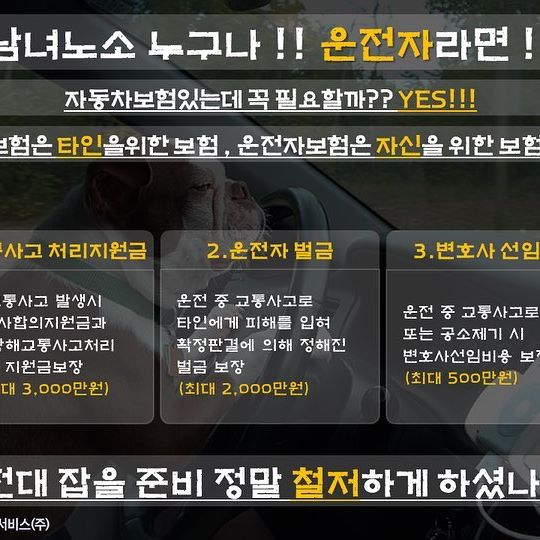 남녀노소 누구나 !! 운전자라면 !
자동차보험있는데 꼭 필요할까?? YES!!!
보험은 타인을위한 보험 , 운전자보험은 자신을 위한 보험
사고 처리지원금
통사고 발생시
사합의지원금과
상해교통사고처리
지원금보장
대 3,000만원)
2.운전자 벌금
운전 중 교통사고로
타인에게 피해를 입혀
확정판결에 의해 정해진
벌금 보장
(최대 2,000만원)
3.변호사 선임
운전 중 교통사고로
또는 공소제기 시
변호사선임비용 보장
(최대 500만원)
전대 잡을 준비 정말 철저하게 하셨나
서비스(주)